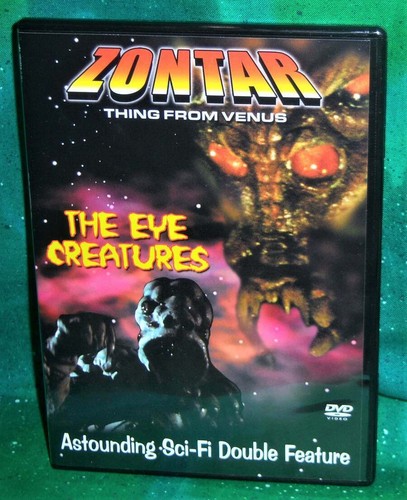 ZONTAR
THING FROM VENUS
THE EYE
CREATURES
DVD
VIDEO
Astounding Sci-Fi Double Feature